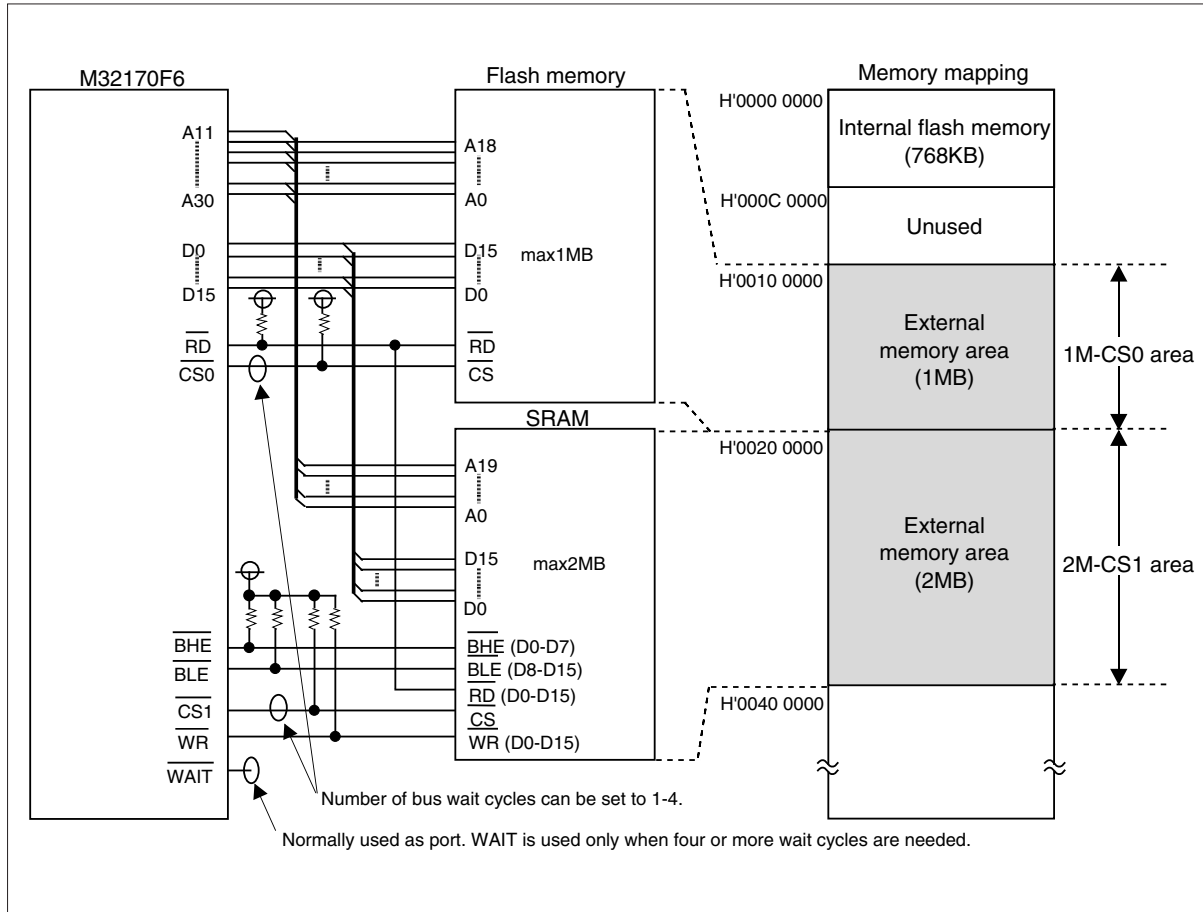 M32170F6
A11
A30
D0
D15
RD
CS0
BHE
BLE
CS1
WR
WAIT
Flash memory
A18
A0
D15
D0
max1MB
RD
CS
SRAM
A19
A0
D15
D0
max2MB
BHE (D0-D7)
BLE (D8-D15)
RD (D0-D15)
CS
WR (D0-D15)
Number of bus wait cycles can be set to 1-4.
Normally used as port. WAIT is used only when four or more wait cycles are needed.
Memory mapping
H'0000 0000
Internal flash memory
(768KB)
H'000C 0000
Unused
H'0010 0000
External
memory area
(1MB)
1M-CS0 area
H'0020 0000
External
memory area
(2MB)
2M-CS1 area
H'0040 0000